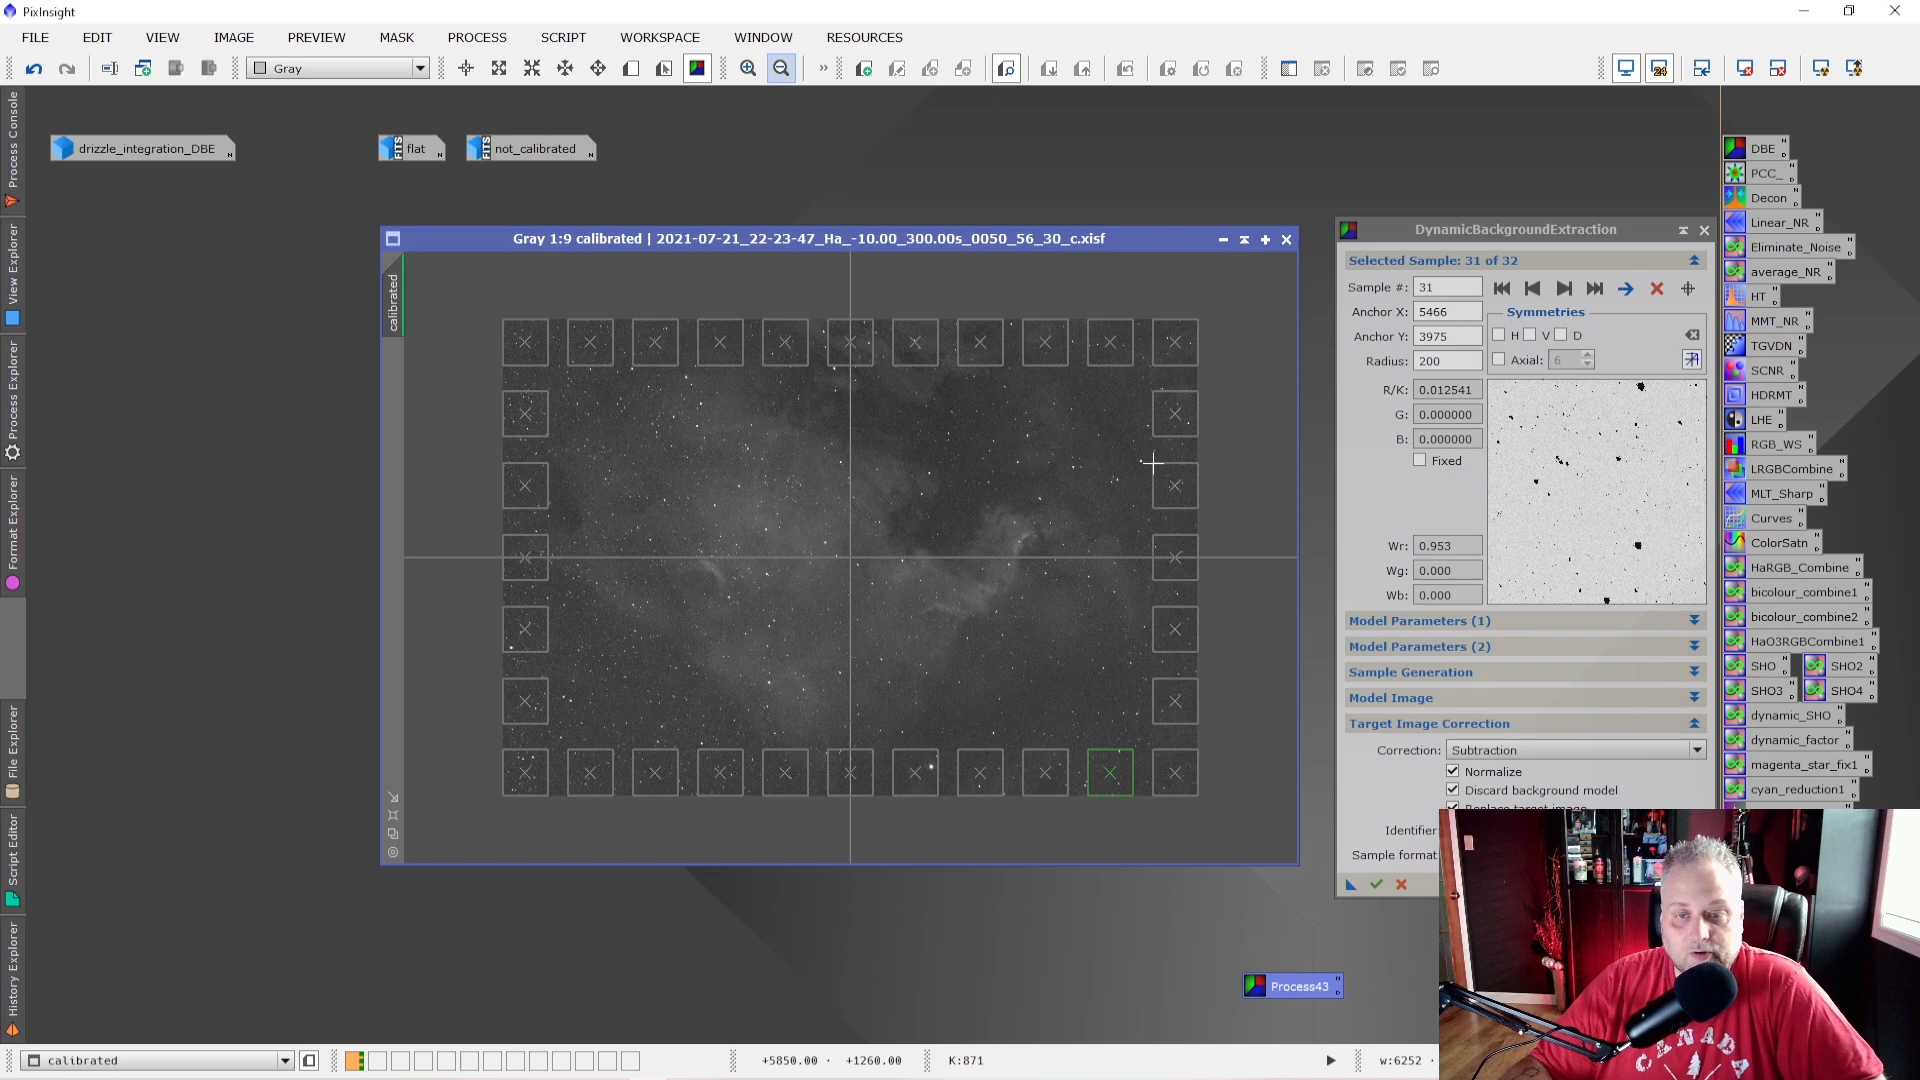 PixInsight
FILE EDIT VIEW IMAGE PREVIEW MASK PROCESS SCRIPT WORKSPACE WINDOW RESOURCES
Gray
24
Process Console
View Explorer
Process Explorer
Format Explorer
File Explorer
Script Editor
History Explorer
drizzle_integration_DBE N
FITS flat N
FITS not_calibrated N
Gray 1:9 calibrated | 2021-07-21_22-23-47_Ha_-10.00_300.00s_0050_56_30_c.xisf
calibrated
DynamicBackgroundExtraction
Selected Sample: 31 of 32
Sample #: 31
Anchor X: 5466
Symmetries
Anchor Y: 3975
H V D
Radius: 200
Axial: 6
R/K: 0.012541
G: 0.000000
B: 0.000000
Fixed
Wr: 0.953
Wg: 0.000
Wb: 0.000
Model Parameters (1)
Model Parameters (2)
Sample Generation
Model Image
Target Image Correction
Correction: Subtraction
Normalize
Discard background model
Replace target image
Identifier
Sample format
DBE
PCC_
Decon
Linear_NR
Eliminate_Noise
average_NR
HT
MMT_NR
TGVDN
SCNR
HDRMT
LHE
RGB_WS
LRGBCombine
MLT_Sharp
Curves
ColorSatn
HaRGB_Combine
bicolour_combine1
bicolour_combine2
HaO3RGBCombine1
SHO SHO2
SHO3 SHO4
dynamic_SHO
dynamic_factor
magenta_star_fix1
cyan_reduction1
Process43
CANADA
calibrated
+5850.00 · +1260.00
K:871
w:6252 ·